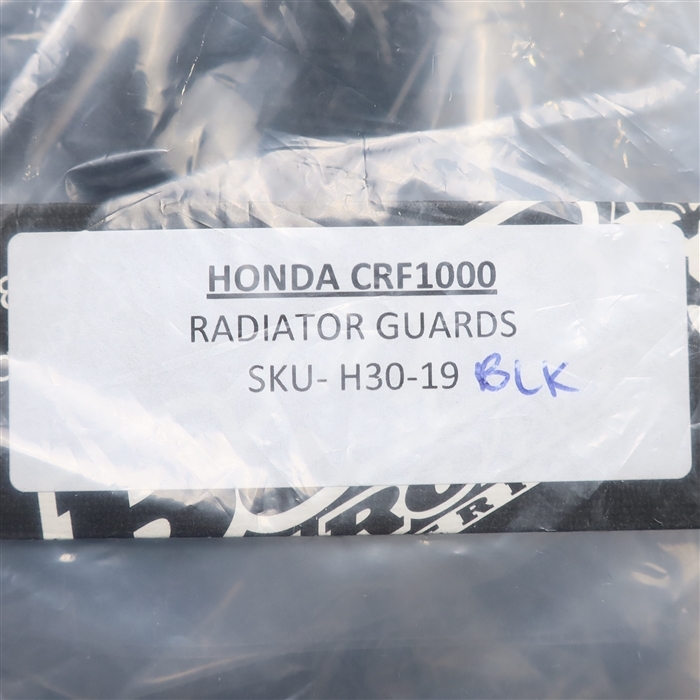 HONDA CRF1000
RADIATOR GUARDS
SKU- H30-19 BLK